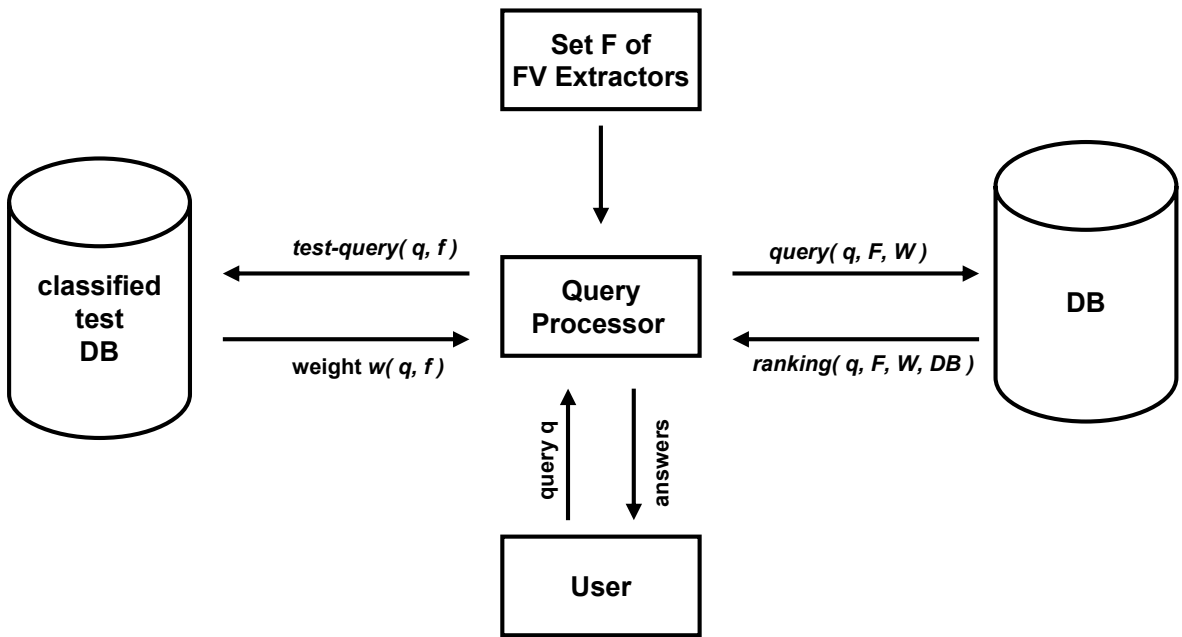 Set F of
FV Extractors
test-query( q, f )
query( q, F, W )
classified
test
DB
Query
Processor
DB
weight w( q, f )
ranking( q, F, W, DB )
query q
answers
User